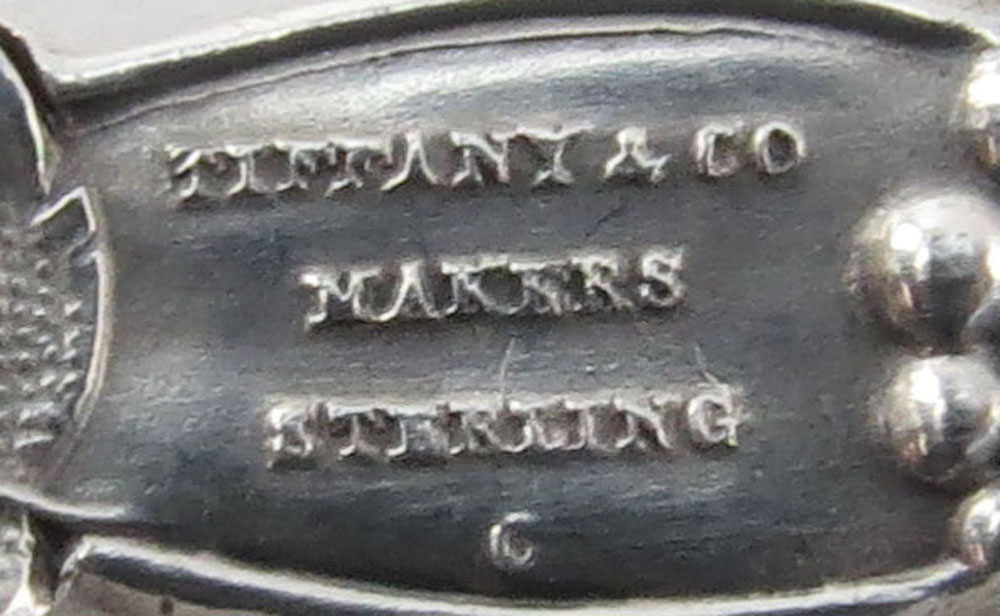 TIFFANY & CO
MAKERS
STERLING
C